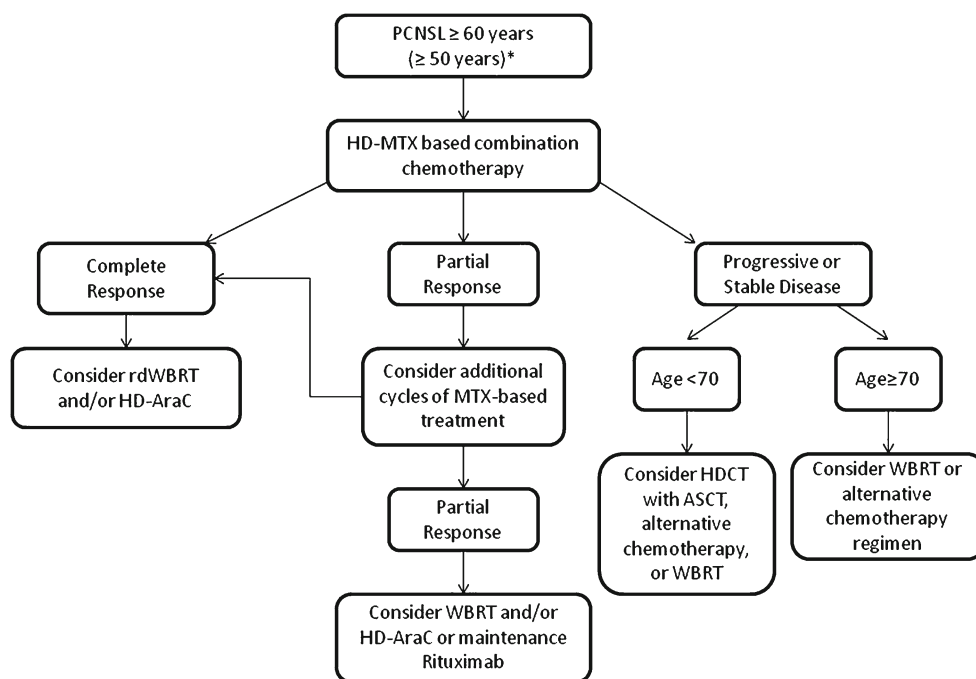 PCNSL ≥ 60 years
(≥ 50 years)*
HD-MTX based combination
chemotherapy
Complete
Response
Partial
Response
Progressive or
Stable Disease
Consider rdWBRT
and/or HD-AraC
Consider additional
cycles of MTX-based
treatment
Age <70
Age≥70
Partial
Response
Consider HDCT
with ASCT,
alternative
chemotherapy,
or WBRT
Consider WBRT or
alternative
chemotherapy
regimen
Consider WBRT and/or
HD-AraC or maintenance
Rituximab